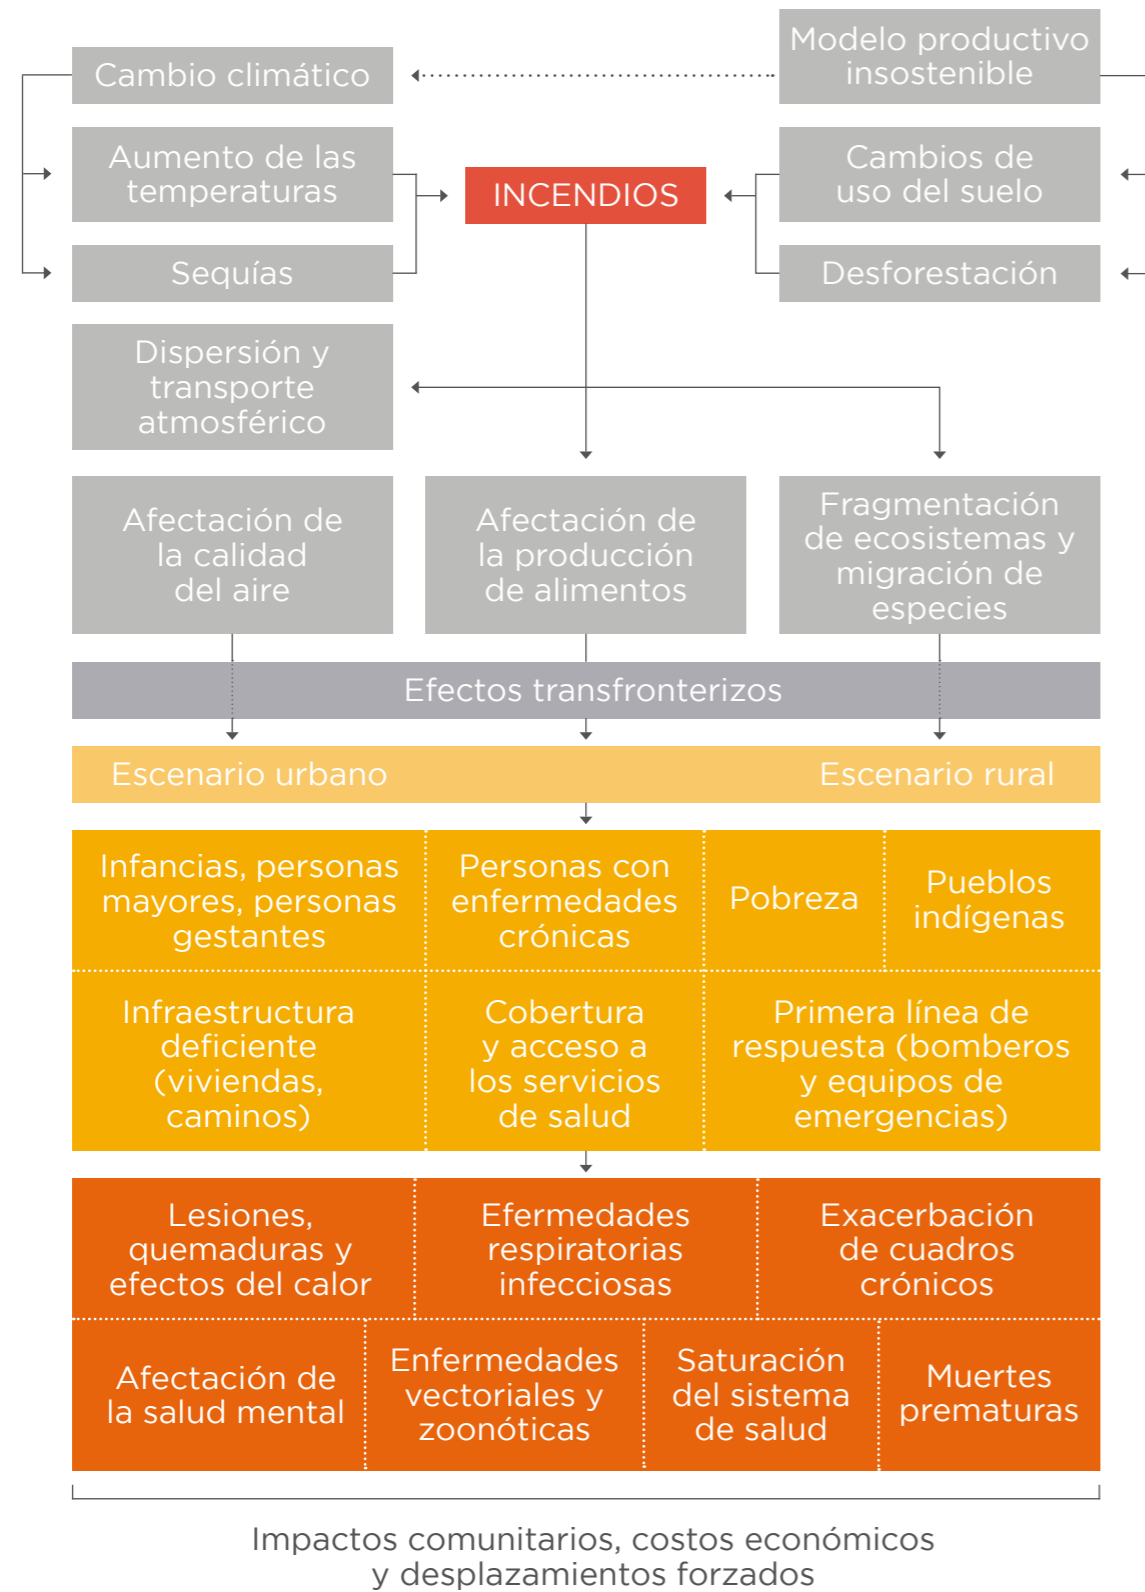 Cambio climático
Modelo productivo
insostenible
Aumento de las
temperaturas
INCENDIOS
Cambios de
uso del suelo
Sequías
Desforestación
Dispersión y
transporte
atmosférico
Afectación de
la calidad
del aire
Afectación de
la producción
de alimentos
Fragmentación
de ecosistemas y
migración de
especies
Efectos transfronterizos
Escenario urbano
Escenario rural
Infancias, personas
mayores, personas
gestantes
Personas con
enfermedades
crónicas
Pobreza
Pueblos
indígenas
Infraestructura
deficiente
(viviendas,
caminos)
Cobertura
y acceso a
los servicios
de salud
Primera línea de
respuesta (bomberos
y equipos de
emergencias)
Lesiones,
quemaduras y
efectos del calor
Efermedades
respiratorias
infecciosas
Exacerbación
de cuadros
crónicos
Afectación de
la salud mental
Enfermedades
vectoriales y
zoonóticas
Saturación
del sistema
de salud
Muertes
prematuras
Impactos comunitarios, costos económicos
y desplazamientos forzados